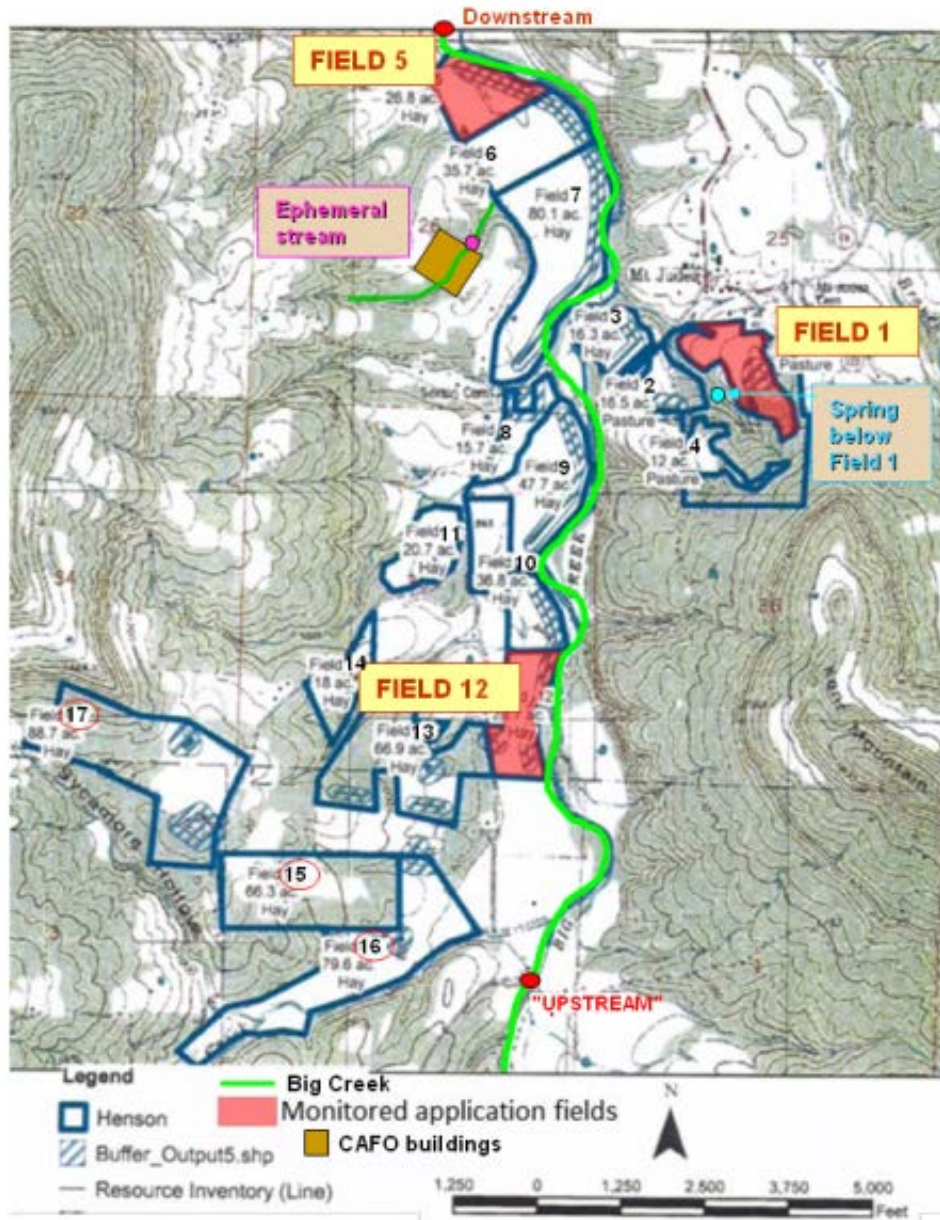 Downstream
FIELD 5
26.8 ac.
Hay
Field 6
35.7 ac.
Hay
Field 7
80.1 ac.
Hay
Ephemeral
stream
25
Mt Judea
Field 3
16.3 ac.
Hay
FIELD 1
Pasture
Field 2
16.5 ac.
Pasture
Spring
below
Field 1
4
12 ac.
Pasture
Field 8
15.7 ac.
Hay
Field 9
47.7 ac.
Hay
Field 11
20.7 ac.
Hay
Field 10
36.8 ac.
Hay
34
36
Field 14
18 ac.
Hay
FIELD 12
13
66.9 ac.
Hay
Field 17
88.7 ac.
Hay
Mountain
Sycamore
Hollow
Field 15
66.3 ac.
Hay
Field 16
79.6 ac.
Hay
BIG
"UPSTREAM"
Legend
Henson
Buffer_Output5.shp
Resource Inventory (Line)
Big Creek
Monitored application fields
CAFO buildings
N
1,250 0 1,250 2,500 3,750 5,000
Feet